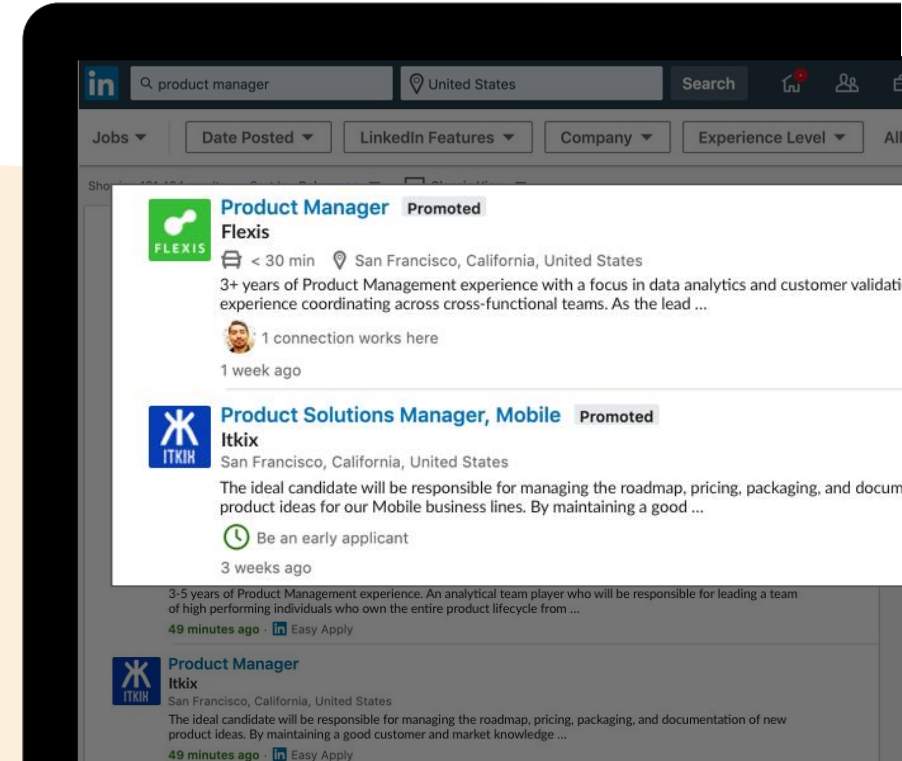 in product manager United States Search
Jobs Date Posted LinkedIn Features Company Experience Level All
Product Manager Promoted
FLEXIS
Flexis
< 30 min San Francisco, California, United States
3+ years of Product Management experience with a focus in data analytics and customer
experience coordinating across cross-functional teams. As the lead ...
1 connection works here
1 week ago
Product Solutions Manager, Mobile Promoted
ITKIX
Itkix
San Francisco, California, United States
The ideal candidate will be responsible for managing the roadmap, pricing, packaging, and
product ideas for our Mobile business lines. By maintaining a good ...
Be an early applicant
3 weeks ago
3-5 years of Product Management experience. An analytical team player who will be responsible for leading a team
of high performing individuals who own the entire product lifecycle from ...
49 minutes ago · in Easy Apply
Product Manager
ITKIX
Itkix
San Francisco, California, United States
The ideal candidate will be responsible for managing the roadmap, pricing, packaging, and documentation of new
product ideas. By maintaining a good customer and market knowledge ...
49 minutes ago · in Easy Apply